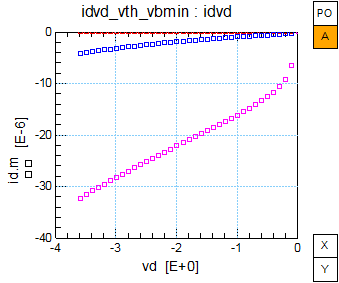 idvd_vth_vbmin : idvd
PO
A
0
-10
-20
-30
-40
id.m [E-6]
-4
-3
-2
-1
0
vd [E+0]
X
Y